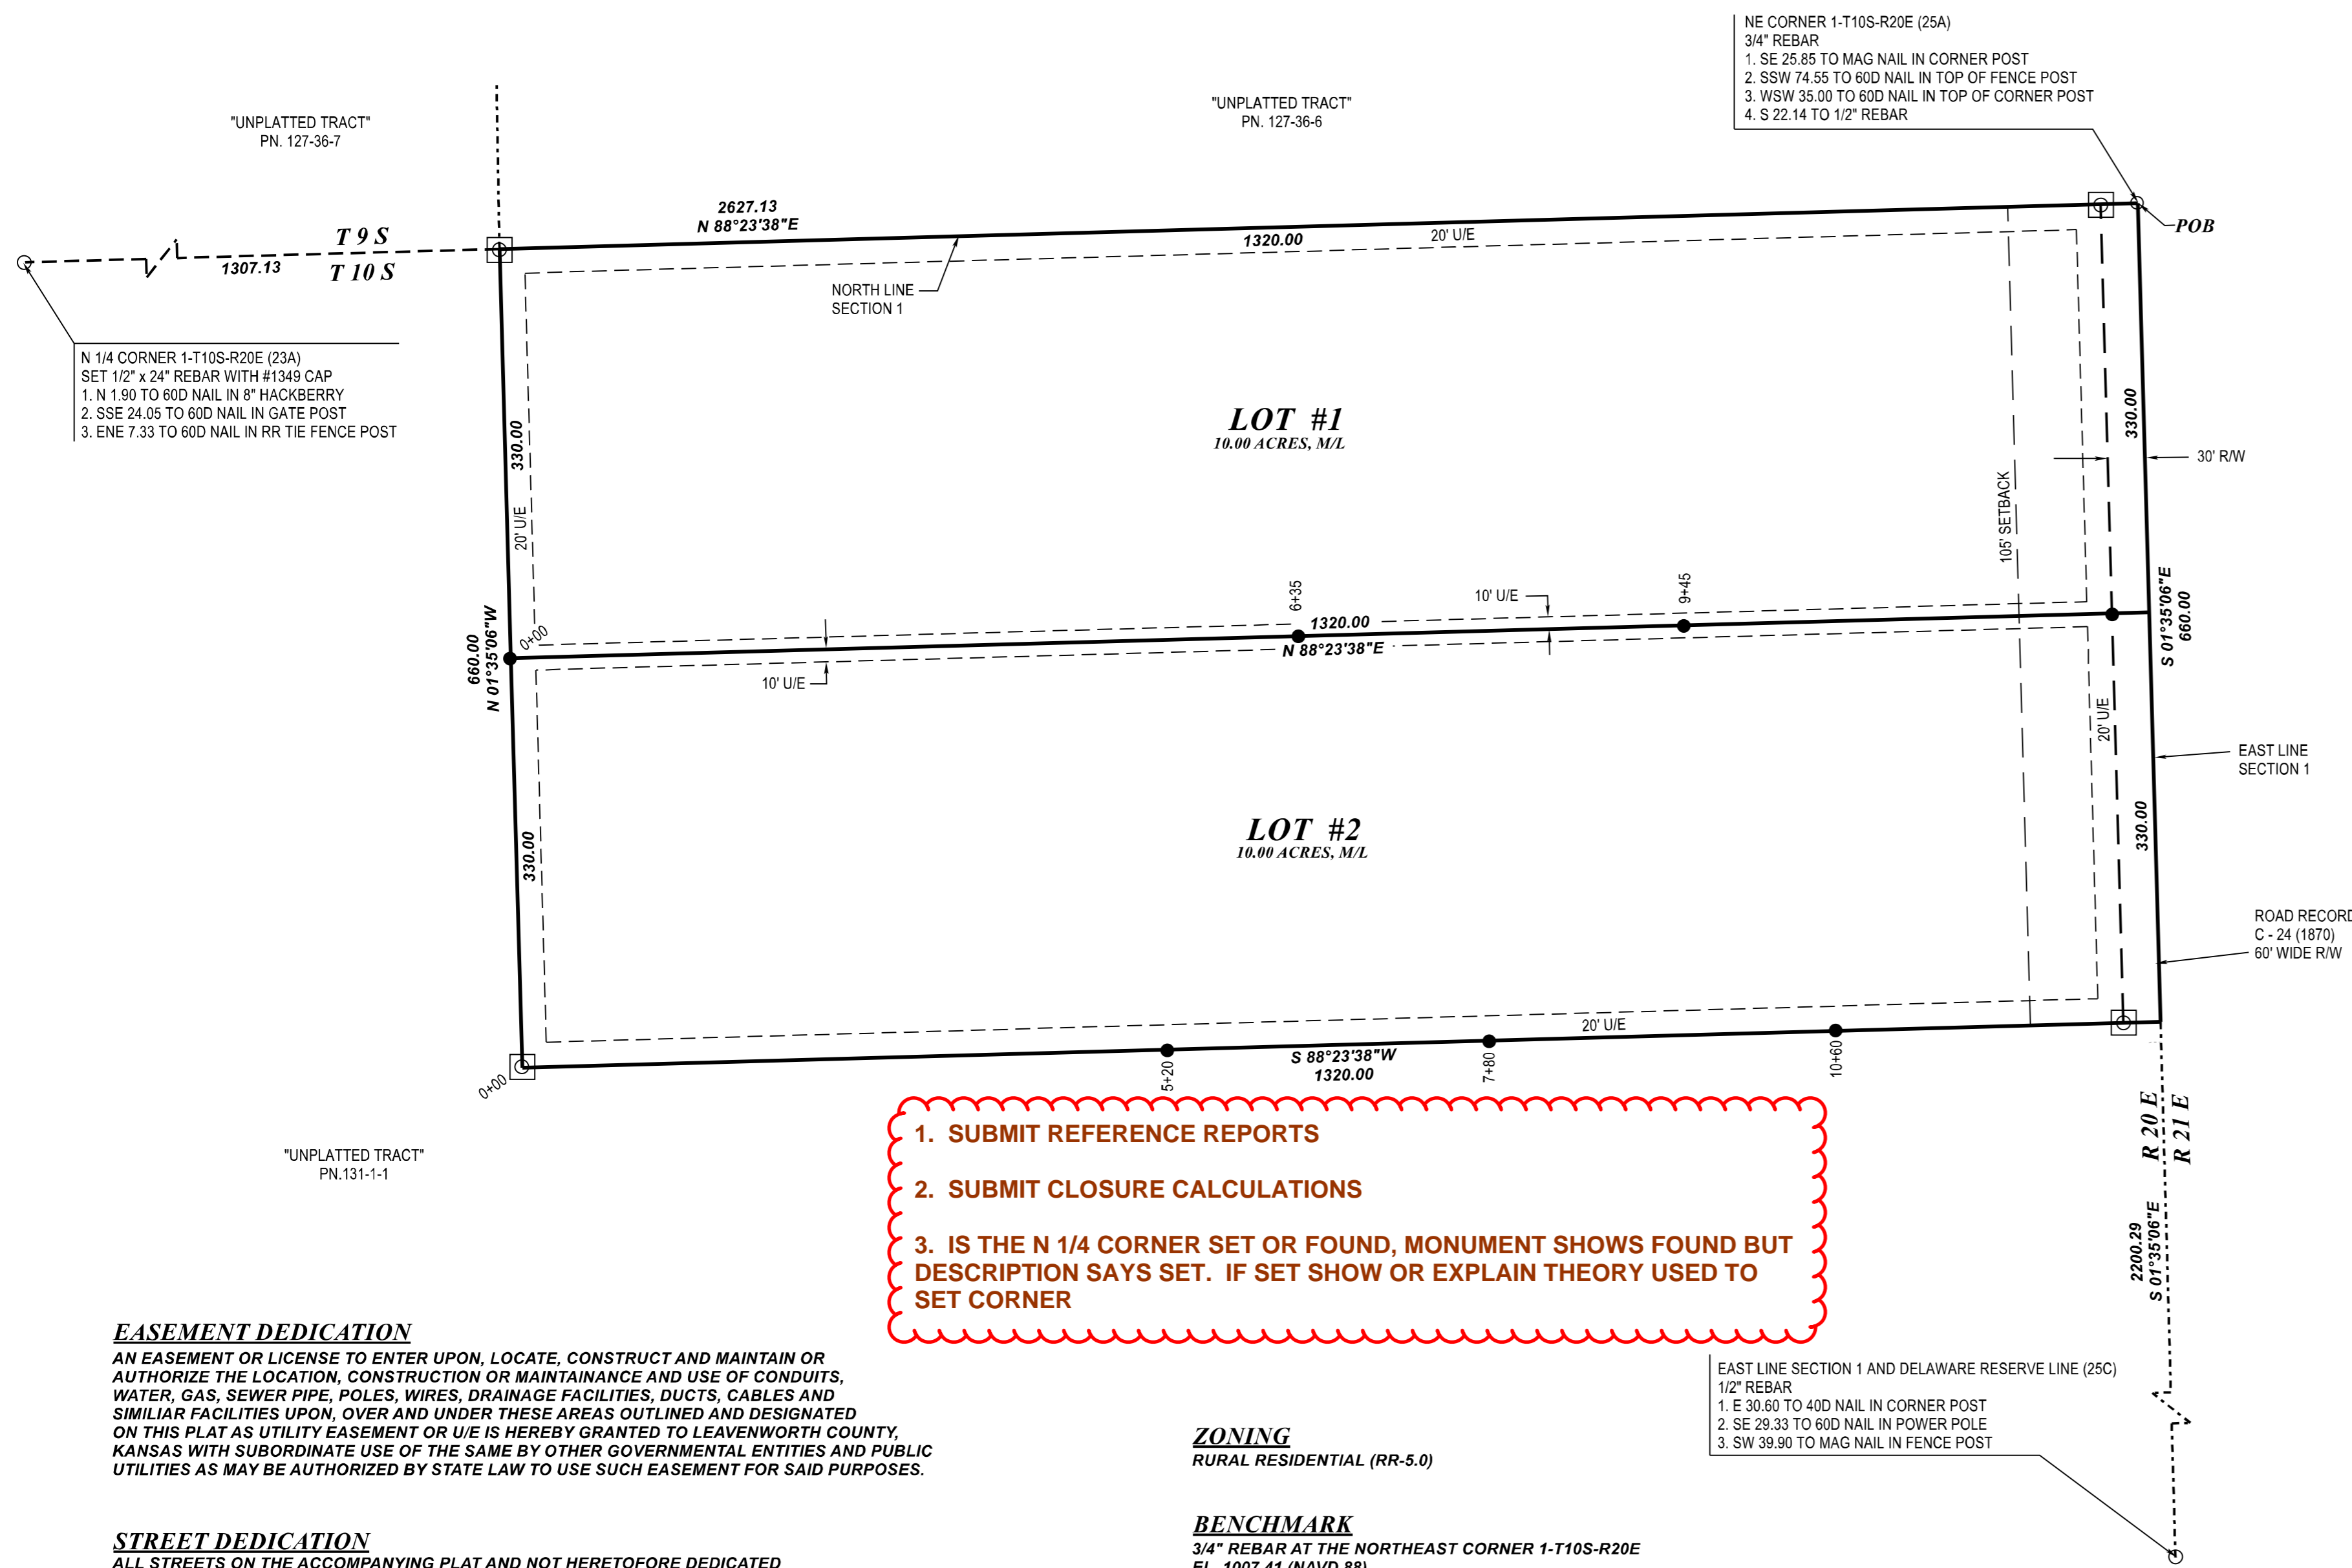 NE CORNER 1-T10S-R20E (25A)
3/4" REBAR
1. SE 25.85 TO MAG NAIL IN CORNER POST
2. SSW 74.55 TO 60D NAIL IN TOP OF FENCE POST
3. WSW 35.00 TO 60D NAIL IN TOP OF CORNER POST
4. S 22.14 TO 1/2" REBAR
"UNPLATTED TRACT"
PN. 127-36-7
"UNPLATTED TRACT"
PN. 127-36-6
2627.13
N 88°23'38"E
T 9 S
1307.13
T 10 S
1320.00
20' U/E
POB
NORTH LINE
SECTION 1
N 1/4 CORNER 1-T10S-R20E (23A)
SET 1/2" x 24" REBAR WITH #1349 CAP
1. N 1.90 TO 60D NAIL IN 8" HACKBERRY
2. SSE 24.05 TO 60D NAIL IN GATE POST
3. ENE 7.33 TO 60D NAIL IN RR TIE FENCE POST
330.00
20' U/E
LOT #1
10.00 ACRES, M/L
330.00
30' R/W
105' SETBACK
6+35
10' U/E
9+45
0+00
1320.00
N 88°23'38"E
10' U/E
660.00
N 01°35'06"W
S 01°35'06"E
660.00
20' U/E
EAST LINE
SECTION 1
330.00
LOT #2
10.00 ACRES, M/L
330.00
ROAD RECORD
C - 24 (1870)
60' WIDE R/W
20' U/E
0+00
5+20
S 88°23'38"W
1320.00
7+80
10+60
"UNPLATTED TRACT"
PN.131-1-1
1. SUBMIT REFERENCE REPORTS
2. SUBMIT CLOSURE CALCULATIONS
3. IS THE N 1/4 CORNER SET OR FOUND, MONUMENT SHOWS FOUND BUT
DESCRIPTION SAYS SET. IF SET SHOW OR EXPLAIN THEORY USED TO
SET CORNER
R 20 E
R 21 E
2200.29
S 01°35'06"E
EASEMENT DEDICATION
AN EASEMENT OR LICENSE TO ENTER UPON, LOCATE, CONSTRUCT AND MAINTAIN OR
AUTHORIZE THE LOCATION, CONSTRUCTION OR MAINTAINANCE AND USE OF CONDUITS,
WATER, GAS, SEWER PIPE, POLES, WIRES, DRAINAGE FACILITIES, DUCTS, CABLES AND
SIMILIAR FACILITIES UPON, OVER AND UNDER THESE AREAS OUTLINED AND DESIGNATED
ON THIS PLAT AS UTILITY EASEMENT OR U/E IS HEREBY GRANTED TO LEAVENWORTH COUNTY,
KANSAS WITH SUBORDINATE USE OF THE SAME BY OTHER GOVERNMENTAL ENTITIES AND PUBLIC
UTILITIES AS MAY BE AUTHORIZED BY STATE LAW TO USE SUCH EASEMENT FOR SAID PURPOSES.
EAST LINE SECTION 1 AND DELAWARE RESERVE LINE (25C)
1/2" REBAR
1. E 30.60 TO 40D NAIL IN CORNER POST
2. SE 29.33 TO 60D NAIL IN POWER POLE
3. SW 39.90 TO MAG NAIL IN FENCE POST
ZONING
RURAL RESIDENTIAL (RR-5.0)
STREET DEDICATION
ALL STREETS ON THE ACCOMPANYING PLAT AND NOT HERETOFORE DEDICATED
BENCHMARK
3/4" REBAR AT THE NORTHEAST CORNER 1-T10S-R20E
EL. 1007.41 (NAVD 88)